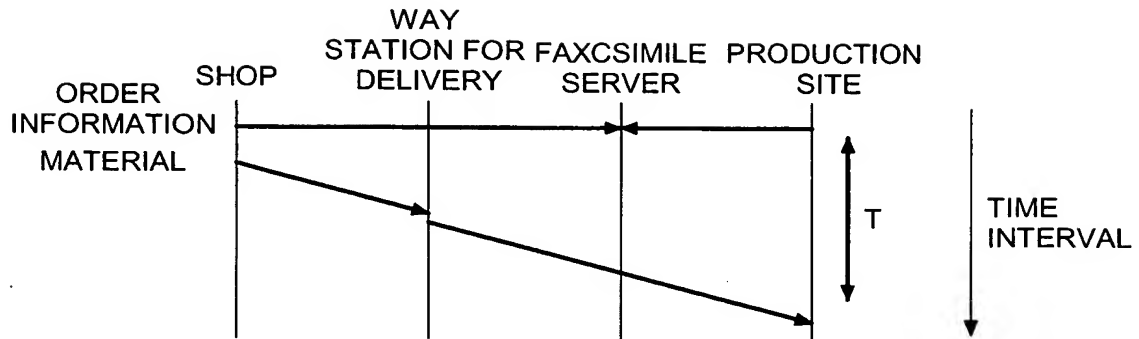 WAY
STATION FOR
DELIVERY
FAXCSIMILE
SERVER
PRODUCTION
SITE
SHOP
ORDER
INFORMATION
MATERIAL
T
TIME
INTERVAL